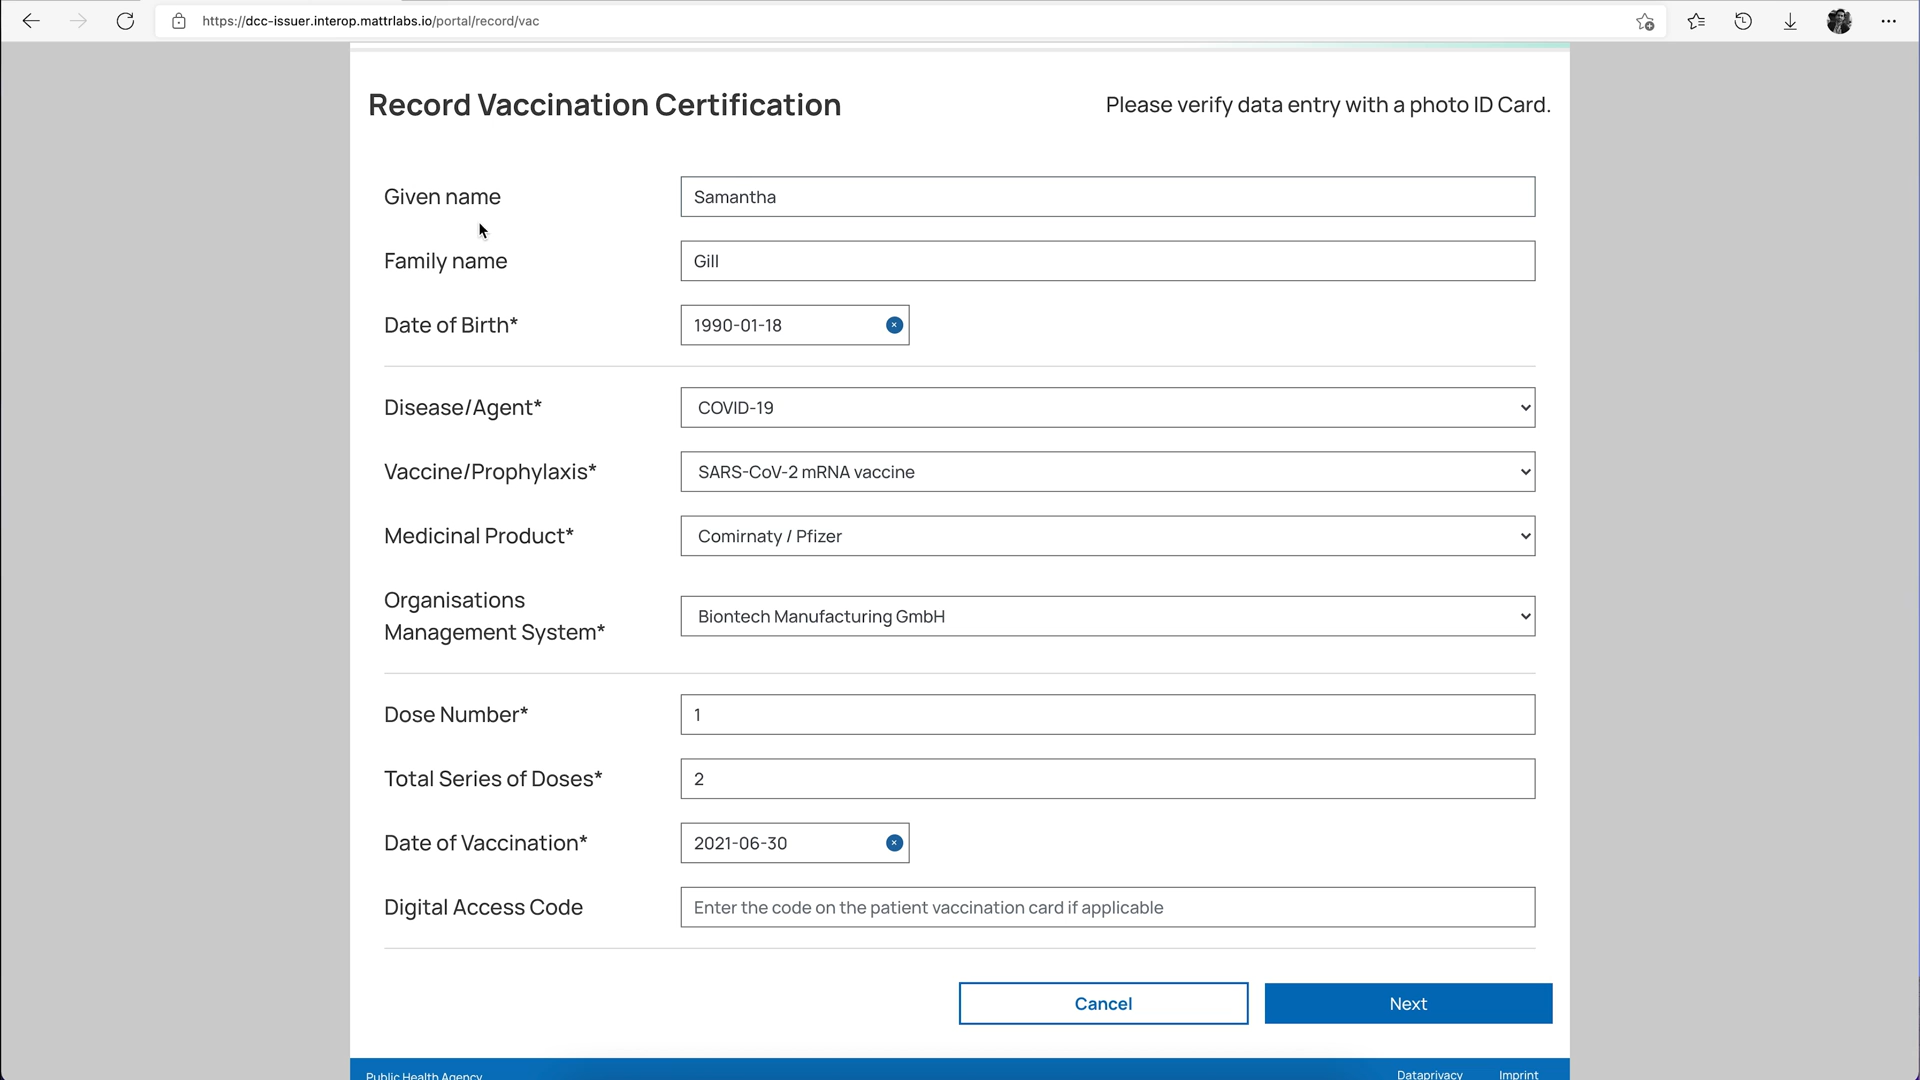 https://dcc-issuer.interop.mattrlabs.io/portal/record/vac
Record Vaccination Certification
Please verify data entry with a photo ID Card.
Given name
Samantha
Family name
Gill
Date of Birth*
1990-01-18
Disease/Agent*
COVID-19
Vaccine/Prophylaxis*
SARS-CoV-2 mRNA vaccine
Medicinal Product*
Comirnaty / Pfizer
Organisations
Management System*
Biontech Manufacturing GmbH
Dose Number*
1
Total Series of Doses*
2
Date of Vaccination*
2021-06-30
Digital Access Code
Enter the code on the patient vaccination card if applicable
Cancel
Next
Public Health Agency
Dataprivacy
Imprint